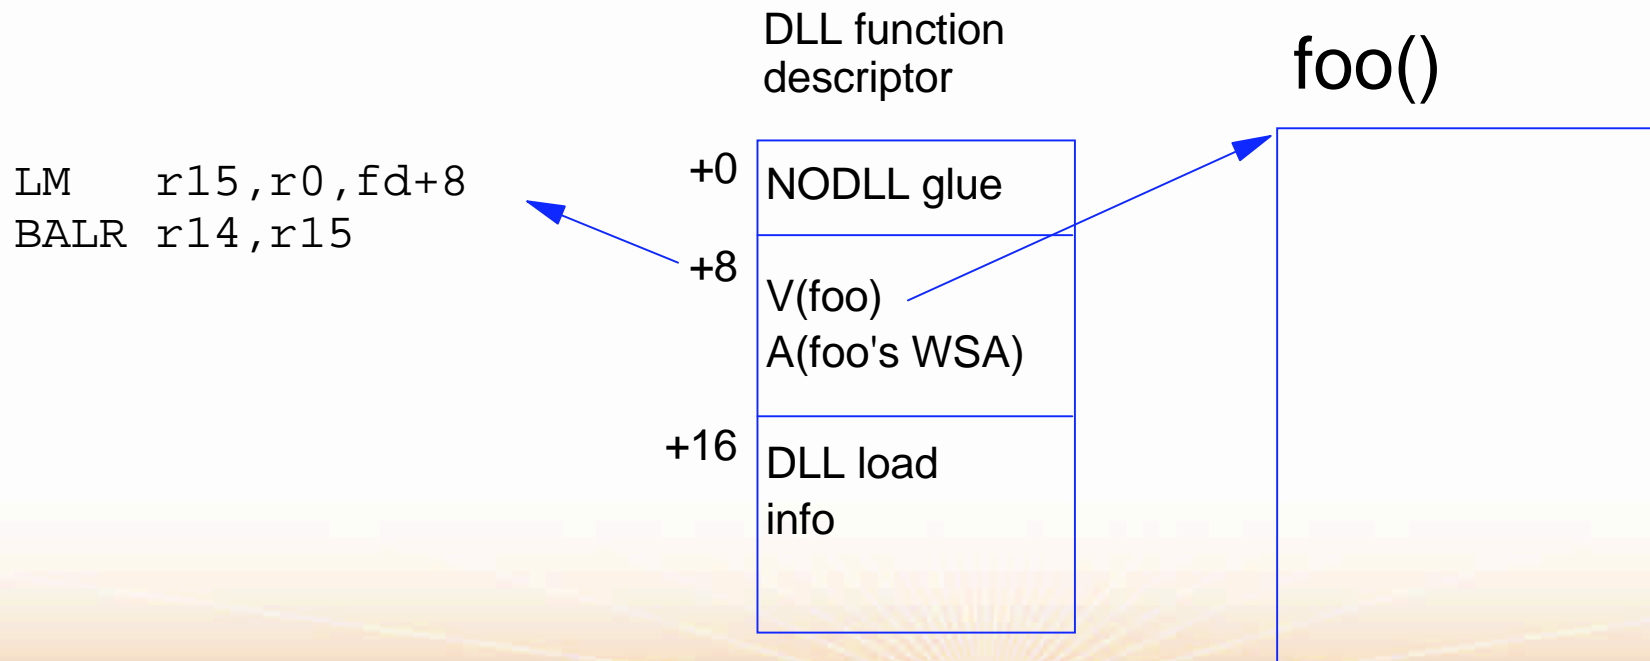 DLL function
descriptor
foo()
LM   r15,r0,fd+8
BALR r14,r15
+0
NODLL glue
+8
V(foo)
A(foo's WSA)
+16
DLL load
info